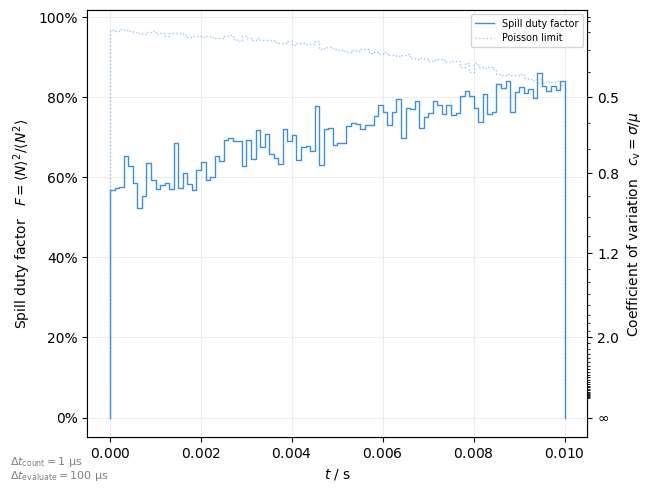 100%
80%
60%
40%
20%
0%
Spill duty factor F = ⟨N⟩²/⟨N²⟩
Spill duty factor
Poisson limit
0.5
0.8
1.2
2.0
∞
Coefficient of variation cᵥ = σ/μ
0.000
0.002
0.004
0.006
0.008
0.010
t / s
Δt_count = 1 μs
Δt_evaluate = 100 μs